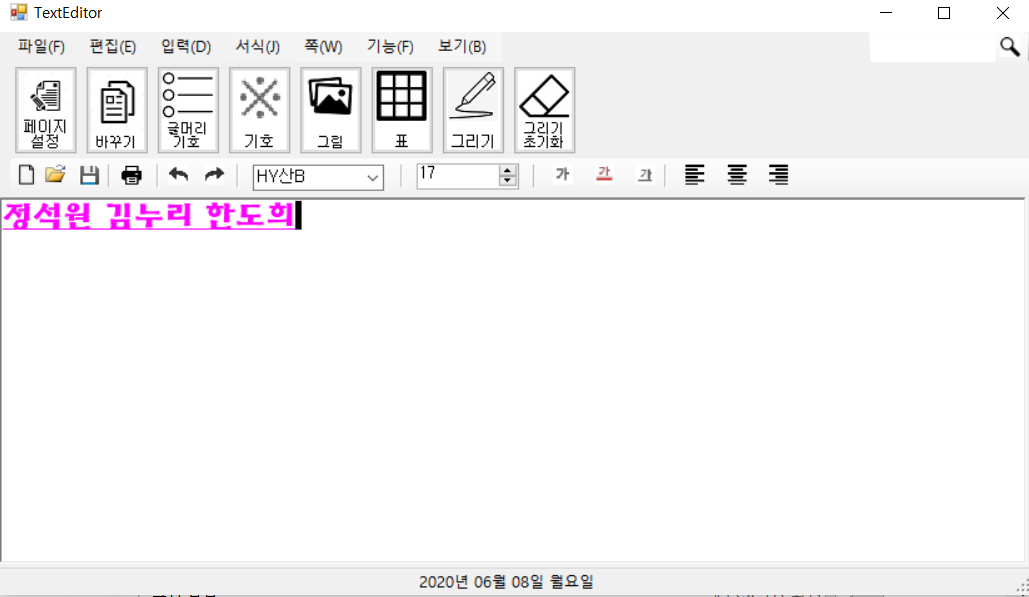 TextEditor
파일(F) 편집(E) 입력(D) 서식(J) 쪽(W) 기능(F) 보기(B)
페이지 설정
바꾸기
글머리 기호
기호
그림
표
그리기
그리기 초기화
HY산B 17 가 가 가
정석원 김누리 한도희
2020년 06월 08일 월요일